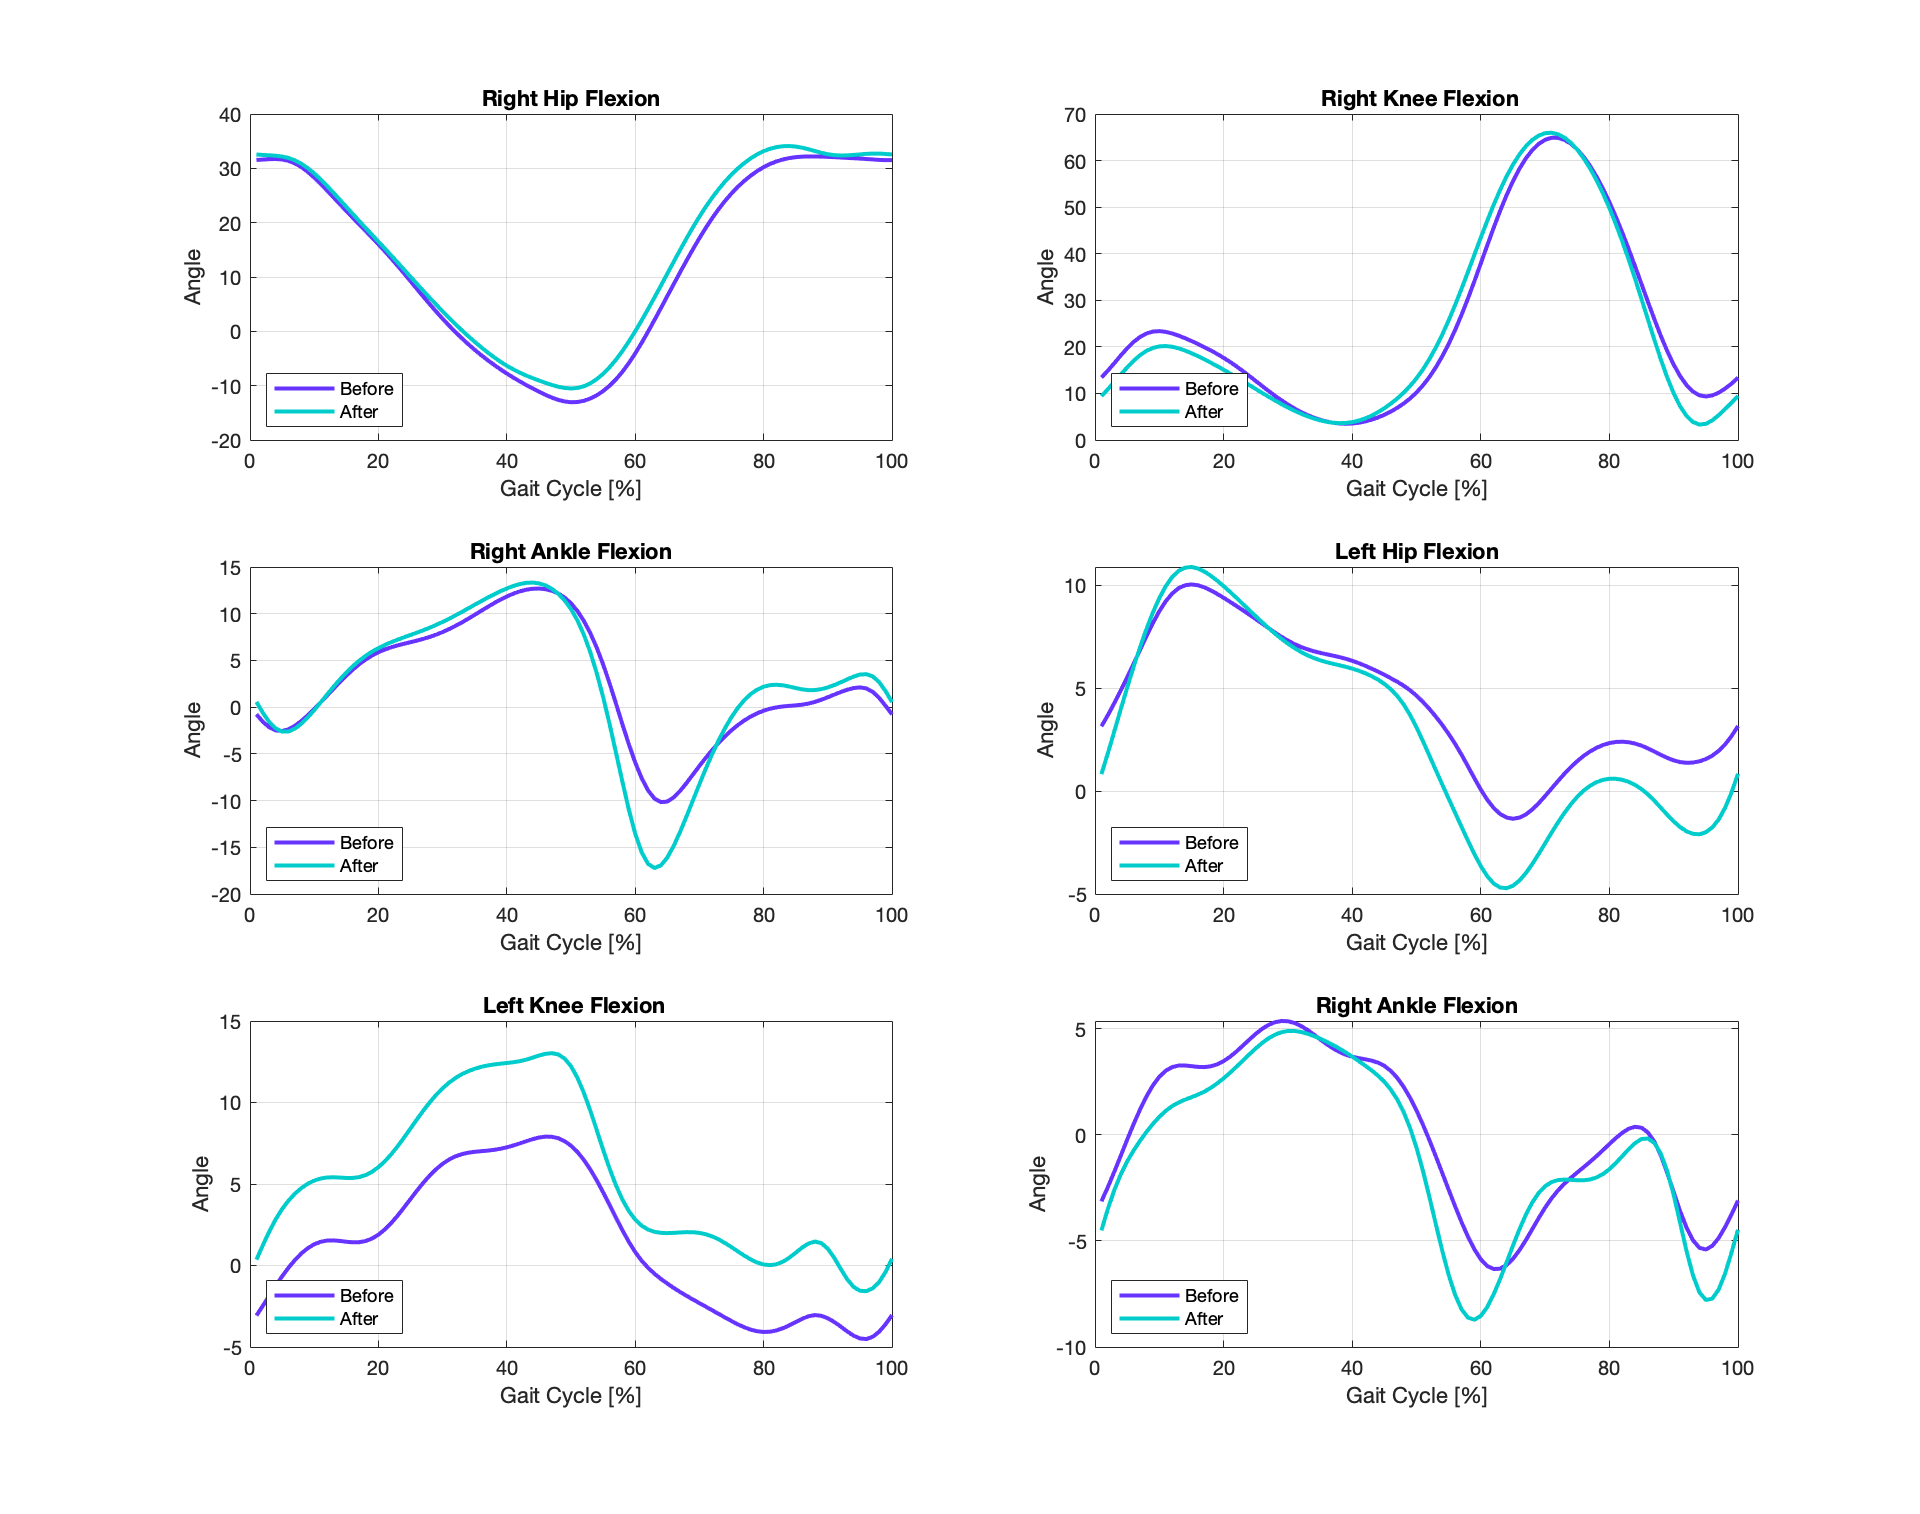 Right Hip Flexion
40
30
20
10
0
-10
-20
Angle
Before
After
0 20 40 60 80 100
Gait Cycle [%]
Right Knee Flexion
70
60
50
40
30
20
10
0
Angle
Before
After
0 20 40 60 80 100
Gait Cycle [%]
Right Ankle Flexion
15
10
5
0
-5
-10
-15
-20
Angle
Before
After
0 20 40 60 80 100
Gait Cycle [%]
Left Hip Flexion
10
5
0
-5
Angle
Before
After
0 20 40 60 80 100
Gait Cycle [%]
Left Knee Flexion
15
10
5
0
-5
Angle
Before
After
0 20 40 60 80 100
Gait Cycle [%]
Right Ankle Flexion
5
0
-5
-10
Angle
Before
After
0 20 40 60 80 100
Gait Cycle [%]